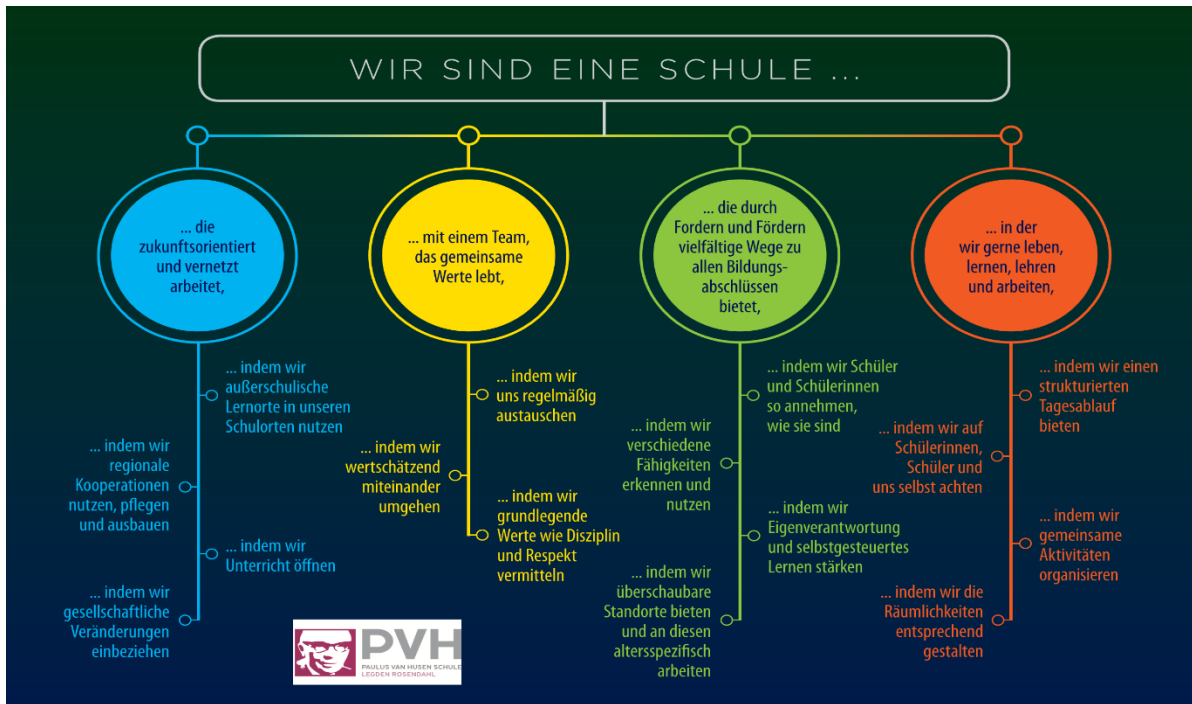 WIR SIND EINE SCHULE ...
... die
zukunftsorientiert
und vernetzt
arbeitet,
... indem wir
außerschulische
Lernorte in unseren
Schulorten nutzen
... indem wir
regionale
Kooperationen
nutzen, pflegen
und ausbauen
... indem wir
Unterricht öffnen
... indem wir
gesellschaftliche
Veränderungen
einbeziehen
... mit einem Team,
das gemeinsame
Werte lebt,
... indem wir
uns regelmäßig
austauschen
... indem wir
wertschätzend
miteinander
umgehen
... indem wir
grundlegende
Werte wie Disziplin
und Respekt
vermitteln
... die durch
Fordern und Fördern
vielfältige Wege zu
allen Bildungs-
abschlüssen
bietet,
... indem wir Schüler
und Schülerinnen
so annehmen,
wie sie sind
... indem wir
verschiedene
Fähigkeiten
erkennen und
nutzen
... indem wir
Eigenverantwortung
und selbstgesteuertes
Lernen stärken
... indem wir
überschaubare
Standorte bieten
und an diesen
altersspezifisch
arbeiten
... in der
wir gerne leben,
lernen, lehren
und arbeiten,
... indem wir einen
strukturierten
Tagesablauf
bieten
... indem wir auf
Schülerinnen,
Schüler und
uns selbst achten
... indem wir
gemeinsame
Aktivitäten
organisieren
... indem wir die
Räumlichkeiten
entsprechend
gestalten
PVH
PAULUS VAN HUSEN SCHULE
LEGDEN ROSENDAHL